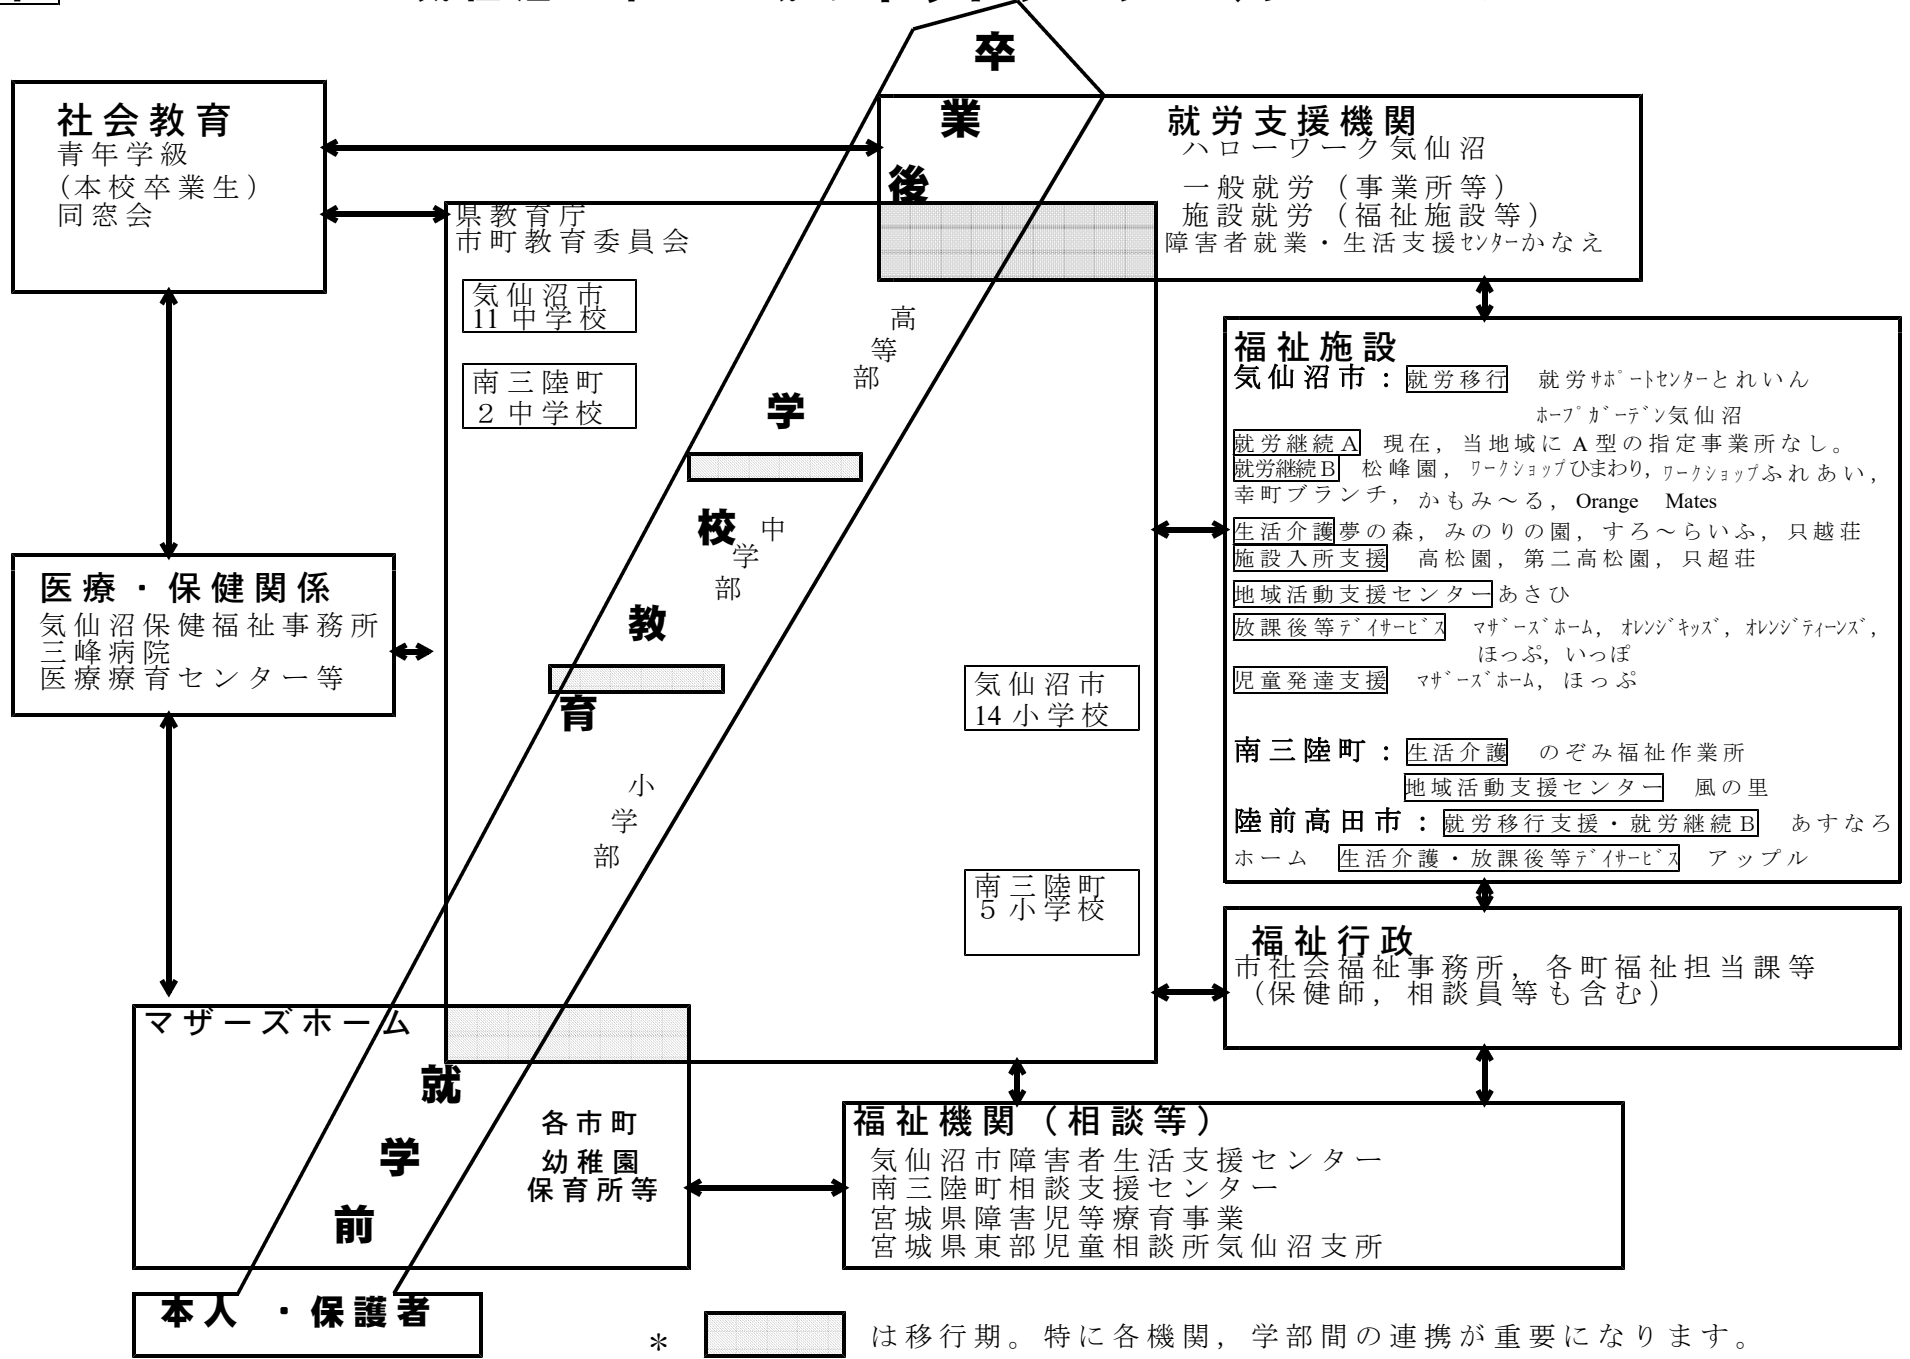 卒業後
社会教育
青年学級
(本校卒業生)
同窓会
就労支援機関
ハローワーク気仙沼
一般就労（事業所等）
施設就労（福祉施設等）
障害者就業・生活支援ｾﾝﾀｰかなえ
県教育庁
市町教育委員会
気仙沼市
11中学校
南三陸町
２中学校
高等部
学校教育
中学部
小学部
福祉施設
気仙沼市：就労移行　就労ｻﾎﾟｰﾄｾﾝﾀｰとれいん
ﾎｰﾌﾟｶﾞｰﾃﾞﾝ気仙沼
就労継続A　現在，当地域にA型の指定事業所なし。
就労継続B　松峰園，ﾜｰｸｼｮｯﾌﾟひまわり，ﾜｰｸｼｮｯﾌﾟふれあい，
幸町ブランチ，かもみ～る，Orange Mates
生活介護夢の森，みのりの園，すろ～らいふ，只越荘
施設入所支援　高松園，第二高松園，只超荘
地域活動支援センターあさひ
放課後等ﾃﾞｲｻｰﾋﾞｽ　ﾏｻﾞｰｽﾞﾎｰﾑ，ｵﾚﾝｼﾞｷｯｽﾞ，ｵﾚﾝｼﾞﾃｨｰﾝｽﾞ，
ほっぷ，いっぽ
児童発達支援　ﾏｻﾞｰｽﾞﾎｰﾑ，ほっぷ
南三陸町：生活介護　のぞみ福祉作業所
地域活動支援センター　風の里
陸前高田市：就労移行支援・就労継続B　あすなろ
ホーム　生活介護・放課後等ﾃﾞｲｻｰﾋﾞｽ　アップル
医療・保健関係
気仙沼保健福祉事務所
三峰病院
医療療育センター等
気仙沼市
14小学校
南三陸町
５小学校
福祉行政
市社会福祉事務所，各町福祉担当課等
（保健師，相談員等も含む）
マザーズホーム
就学前
各市町
幼稚園
保育所等
福祉機関（相談等）
気仙沼市障害者生活支援センター
南三陸町相談支援センター
宮城県障害児等療育事業
宮城県東部児童相談所気仙沼支所
本人・保護者
＊　は移行期。特に各機関，学部間の連携が重要になります。